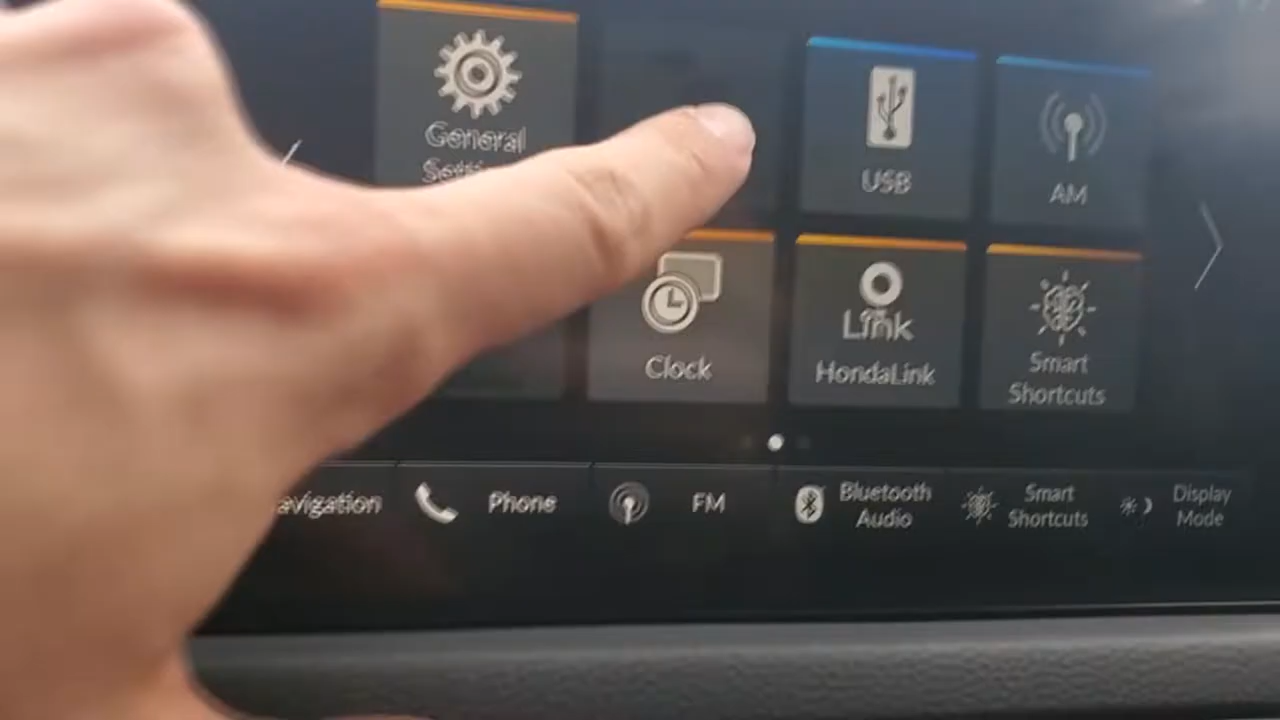 General
USB
AM
Clock
Link
HondaLink
Smart
Shortcuts
avigation
Phone
FM
Bluetooth
Audio
Smart
Shortcuts
Display
Mode